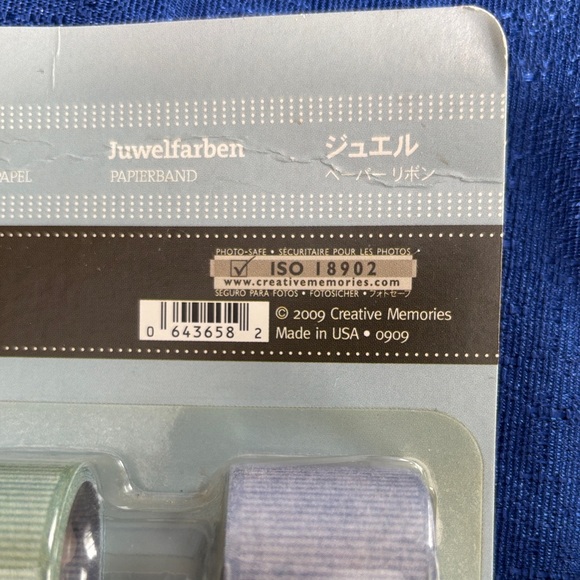 Juwelfarben
ジュエル
PAPEL
PAPIERBAND
ペーパー リボン
PHOTO-SAFE • SÉCURITAIRE POUR LES PHOTOS •
ISO 18902
www.creativememories.com
SEGURO PARA FOTOS • FOTOSICHER • フォトセーフ
0 643658 2
© 2009 Creative Memories
Made in USA • 0909